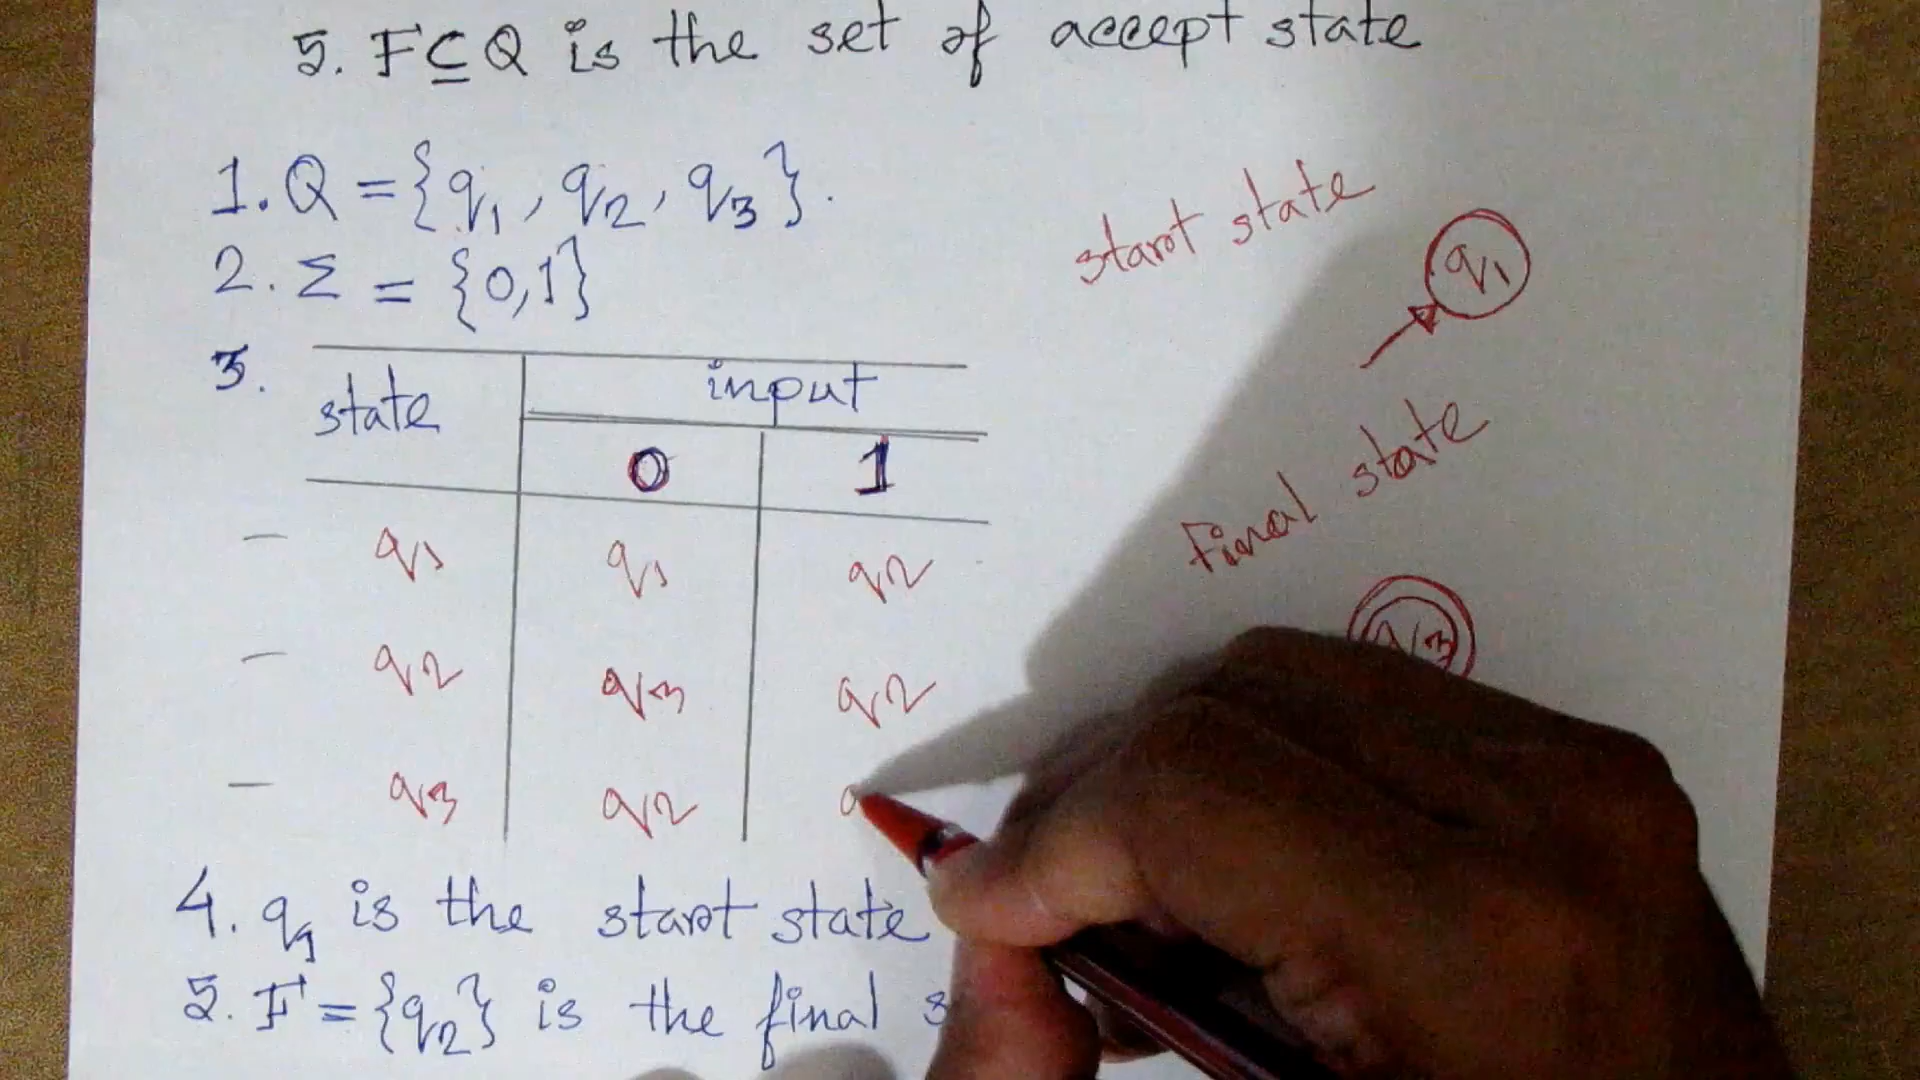 5. F ⊆ Q is the set of accept state
1. Q = {q1, q2, q3}.
2. Σ = {0,1}
3.
state input
0 1
— q1 q1 q2
— q2 q3 q2
— q3 q2 q
4. q1 is the start state
5. F = {q2} is the final s
start state
q1
Final state
q3